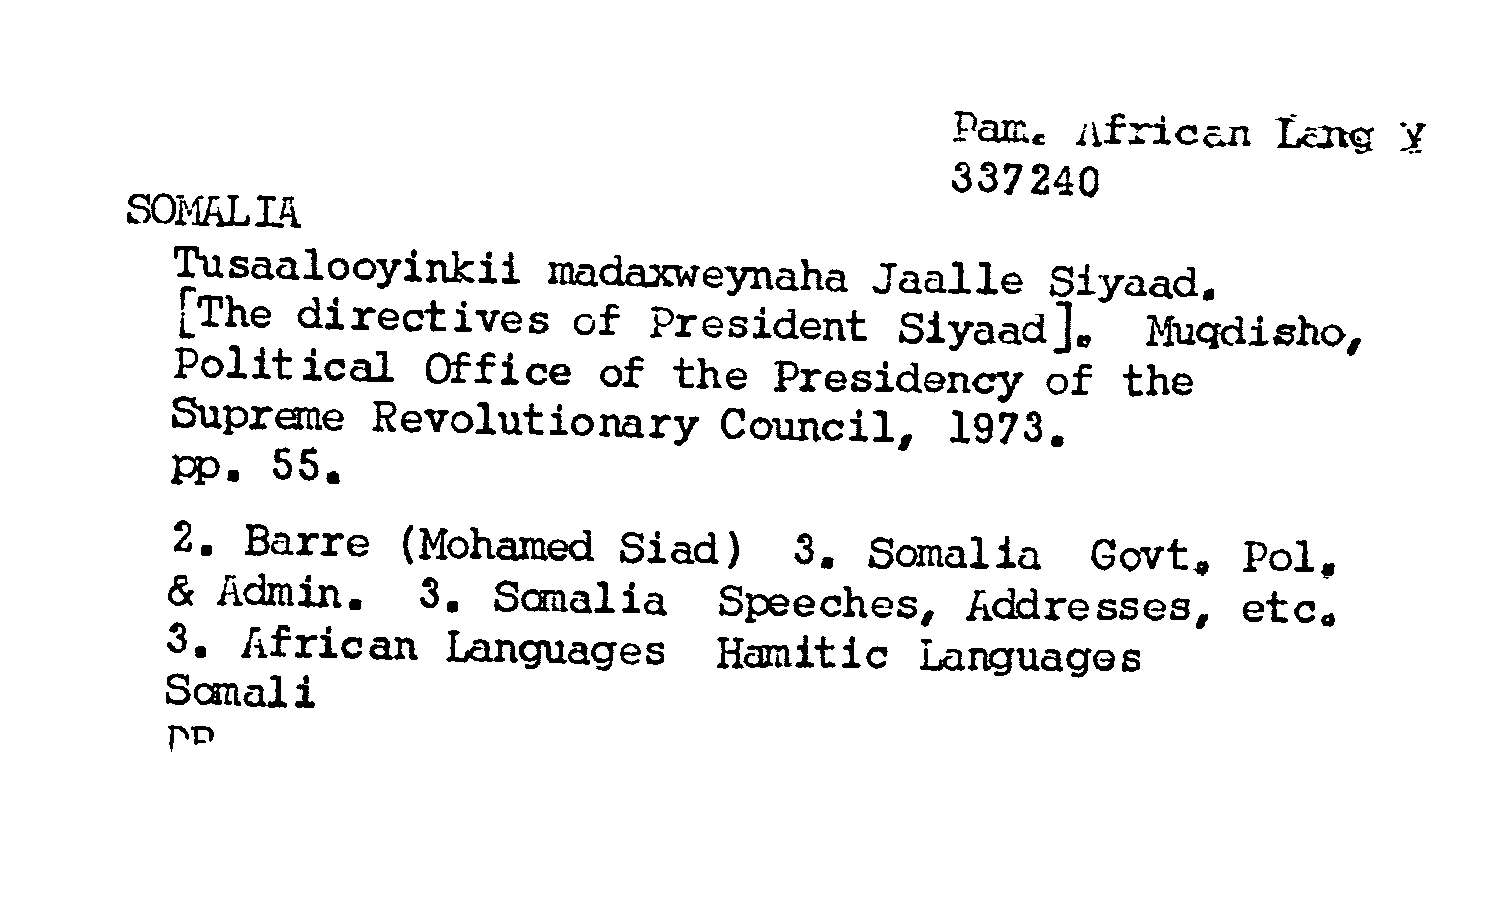 Pam. African Lang Y
337240
SOMALIA
Tusaalooyinkii madaxweynaha Jaalle Siyaad.
[The directives of President Siyaad]. Muqdisho,
Political Office of the Presidency of the
Supreme Revolutionary Council, 1973.
pp. 55.
2. Barre (Mohamed Siad) 3. Somalia Govt. Pol.
& Admin. 3. Somalia Speeches, Addresses, etc.
3. African Languages Hamitic Languages
Somali